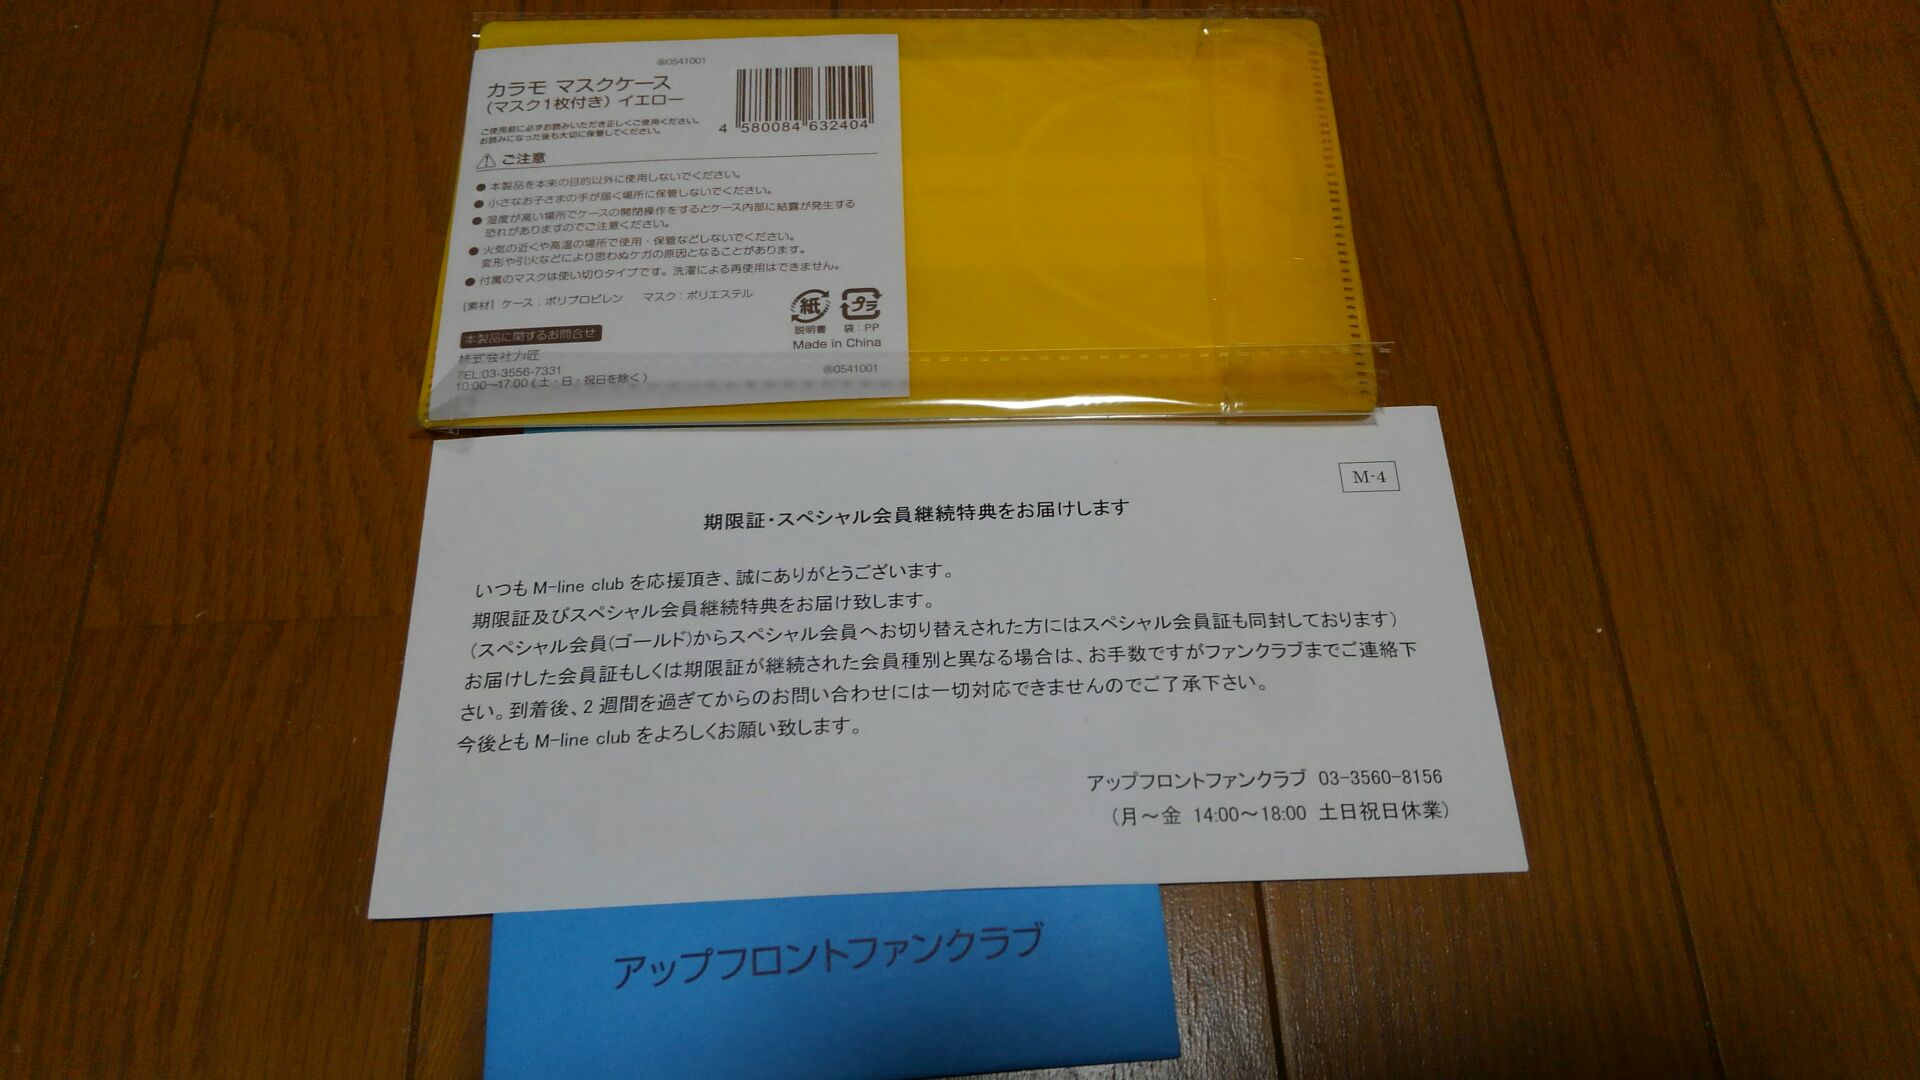 @0541001
カラモ マスクケース
(マスク1枚付き) イエロー
ご使用前に必ずお読みいただき正しくご使用ください。
お読みになった後も大切に保管してください。
4 580084 632404
ご注意
● 本製品を本来の目的以外に使用しないでください。
● 小さなお子さまの手が届く場所に保管しないでください。
● 湿度が高い場所でケースの開閉操作をするとケース内部に結露が発生する
恐れがありますのでご注意ください。
● 火気の近くや高温の場所で使用・保管などしないでください。
変形や引火などにより思わぬケガの原因となることがあります。
● 付属のマスクは使い切りタイプです。洗濯による再使用はできません。
[素材] ケース：ポリプロピレン マスク：ポリエステル
紙 プラ
説明書 袋：PP
Made in China
本製品に関するお問合せ
株式会社力匠
TEL:03-3556-7331
10:00～17:00 (土・日・祝日を除く)
@0541001
M-4
期限証・スペシャル会員継続特典をお届けします
いつも M-line club を応援頂き、誠にありがとうございます。
期限証及びスペシャル会員継続特典をお届け致します。
(スペシャル会員(ゴールド)からスペシャル会員へお切り替えされた方にはスペシャル会員証も同封しております)
お届けした会員証もしくは期限証が継続された会員種別と異なる場合は、お手数ですがファンクラブまでご連絡下
さい。到着後、2 週間を過ぎてからのお問い合わせには一切対応できませんのでご了承下さい。
今後とも M-line club をよろしくお願い致します。
アップフロントファンクラブ 03-3560-8156
(月～金 14:00～18:00 土日祝日休業)
アップフロントファンクラブ